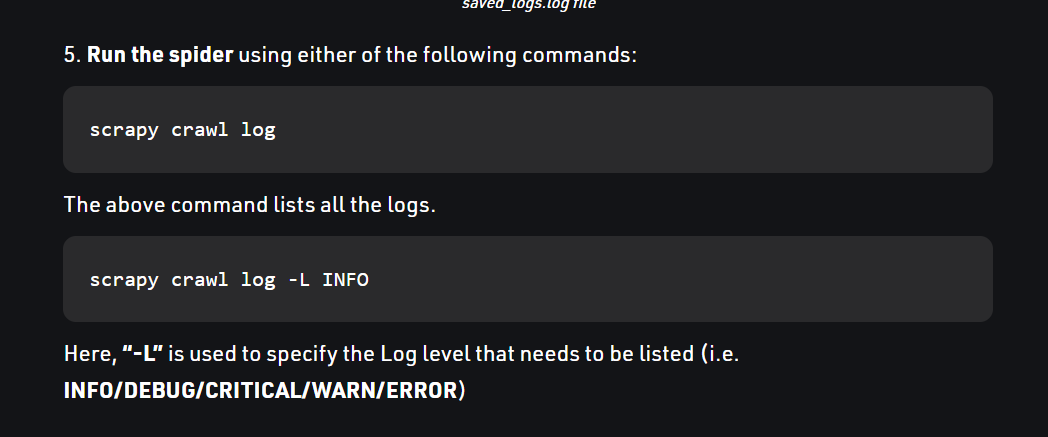 saved_logs.log file
5. Run the spider using either of the following commands:
scrapy crawl log
The above command lists all the logs.
scrapy crawl log -L INFO
Here, “-L” is used to specify the Log level that needs to be listed (i.e.
INFO/DEBUG/CRITICAL/WARN/ERROR)